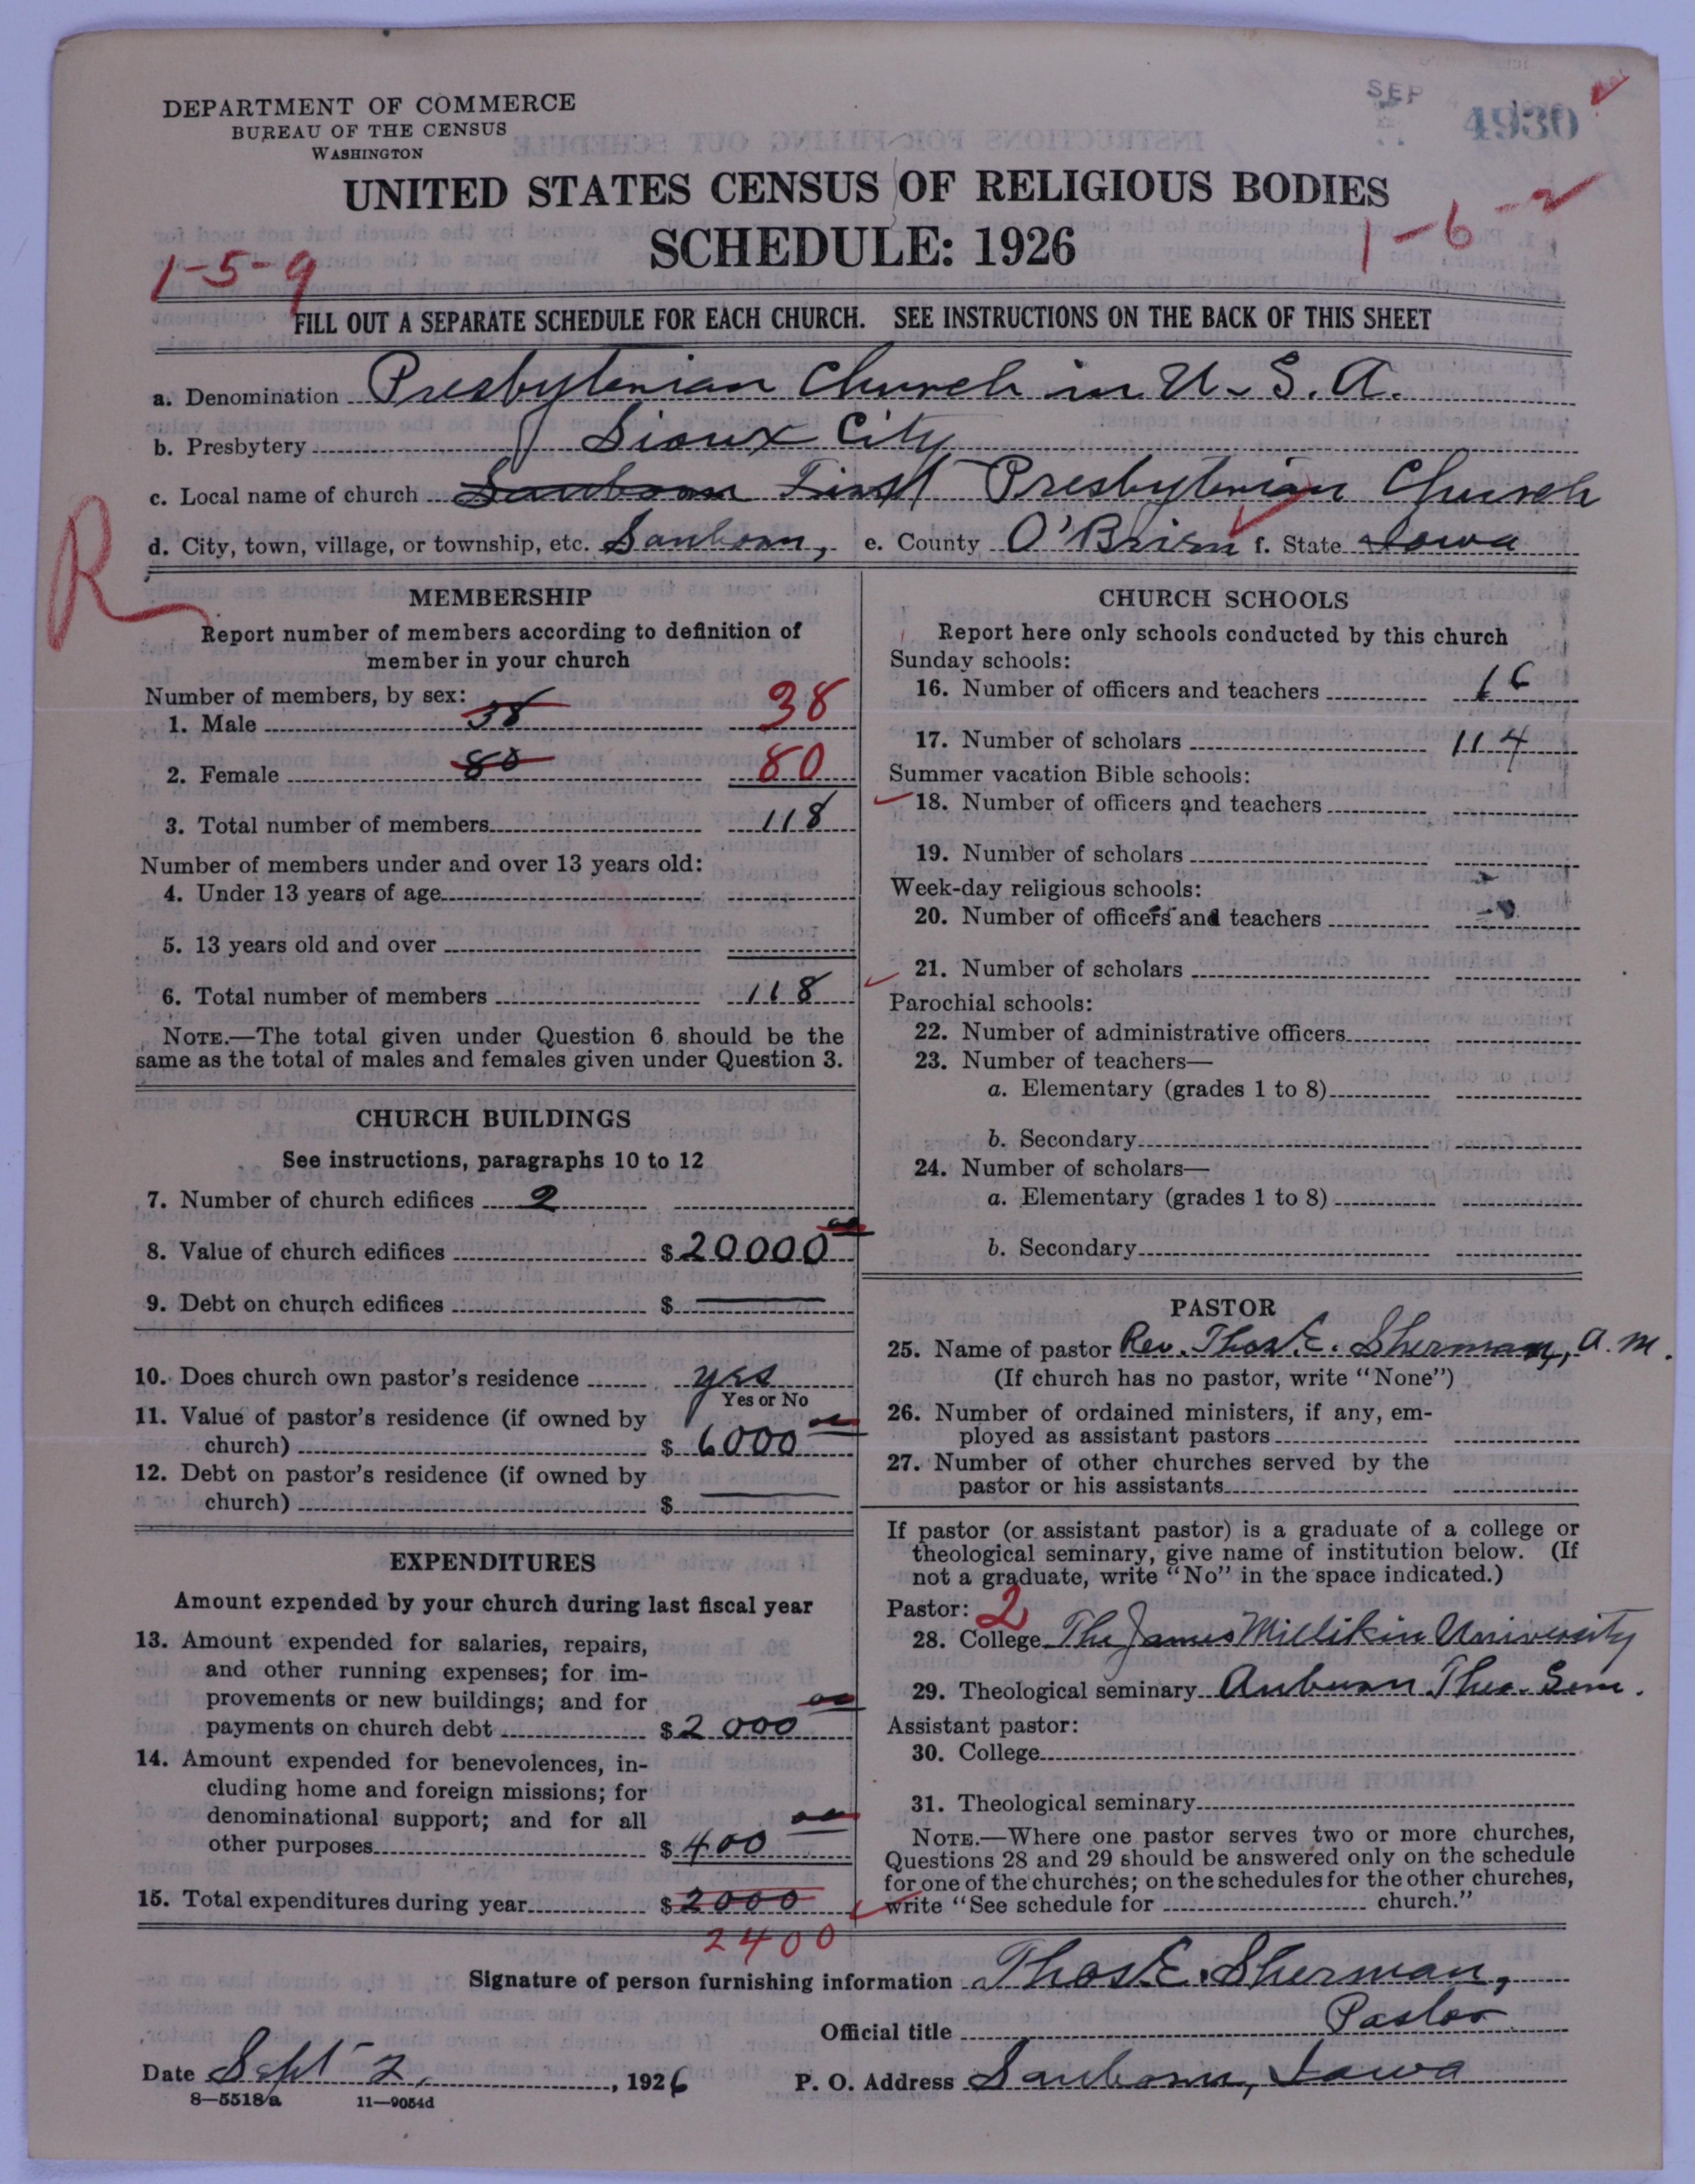 DEPARTMENT OF COMMERCE
BUREAU OF THE CENSUS
WASHINGTON
SEP
4930
UNITED STATES CENSUS OF RELIGIOUS BODIES
SCHEDULE: 1926
1-5-9
1-6-2
FILL OUT A SEPARATE SCHEDULE FOR EACH CHURCH. SEE INSTRUCTIONS ON THE BACK OF THIS SHEET
a. Denomination Presbyterian Church in U.S.A.
b. Presbytery Sioux City
c. Local name of church Sanborn First Presbyterian Church
d. City, town, village, or township, etc. Sanborn, e. County O'Brien f. State Iowa
R
MEMBERSHIP
Report number of members according to definition of
member in your church
Number of members, by sex:
1. Male 38 38
2. Female 80 80
3. Total number of members 118
Number of members under and over 13 years old:
4. Under 13 years of age
5. 13 years old and over
6. Total number of members 118
NOTE.—The total given under Question 6 should be the
same as the total of males and females given under Question 3.
CHURCH BUILDINGS
See instructions, paragraphs 10 to 12
7. Number of church edifices 2
8. Value of church edifices $20000 00
9. Debt on church edifices $ —
10. Does church own pastor's residence yes
Yes or No
11. Value of pastor's residence (if owned by
church) $ 6000 00
12. Debt on pastor's residence (if owned by
church) $ —
EXPENDITURES
Amount expended by your church during last fiscal year
13. Amount expended for salaries, repairs,
and other running expenses; for im-
provements or new buildings; and for
payments on church debt $2000 00
14. Amount expended for benevolences, in-
cluding home and foreign missions; for
denominational support; and for all
other purposes $400 00
15. Total expenditures during year $2000
2400
CHURCH SCHOOLS
Report here only schools conducted by this church
Sunday schools:
16. Number of officers and teachers 16
17. Number of scholars 114
Summer vacation Bible schools:
18. Number of officers and teachers
19. Number of scholars
Week-day religious schools:
20. Number of officers and teachers
21. Number of scholars
Parochial schools:
22. Number of administrative officers
23. Number of teachers—
a. Elementary (grades 1 to 8)
b. Secondary
24. Number of scholars—
a. Elementary (grades 1 to 8)
b. Secondary
PASTOR
25. Name of pastor Rev. Thos. E. Sherman, A.M.
(If church has no pastor, write "None")
26. Number of ordained ministers, if any, em-
ployed as assistant pastors
27. Number of other churches served by the
pastor or his assistants
If pastor (or assistant pastor) is a graduate of a college or
theological seminary, give name of institution below. (If
not a graduate, write "No" in the space indicated.)
Pastor: 2
28. College The James Millikin University
29. Theological seminary Auburn Theo. Sem.
Assistant pastor:
30. College
31. Theological seminary
NOTE.—Where one pastor serves two or more churches,
Questions 28 and 29 should be answered only on the schedule
for one of the churches; on the schedules for the other churches,
write "See schedule for church."
Signature of person furnishing information Thos. E. Sherman,
Official title Pastor
Date Sept 2, 1926 P. O. Address Sanborn, Iowa
8—5518a 11—9054d